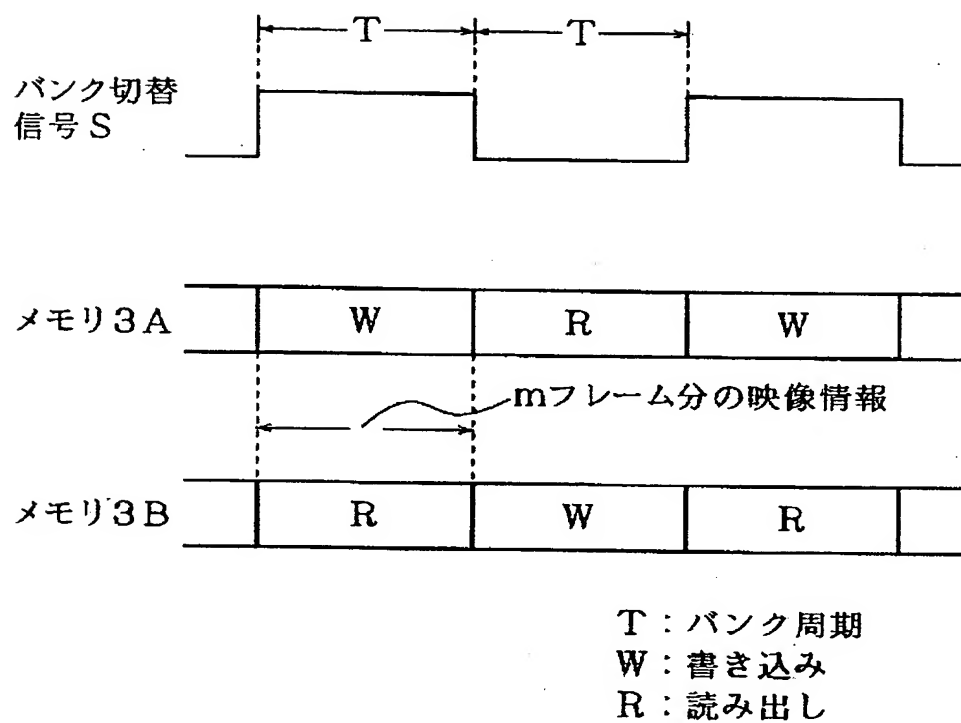 T T
バンク切替
信号S
メモリ3A W R W
mフレーム分の映像情報
メモリ3B R W R
T:バンク周期
W:書き込み
R:読み出し